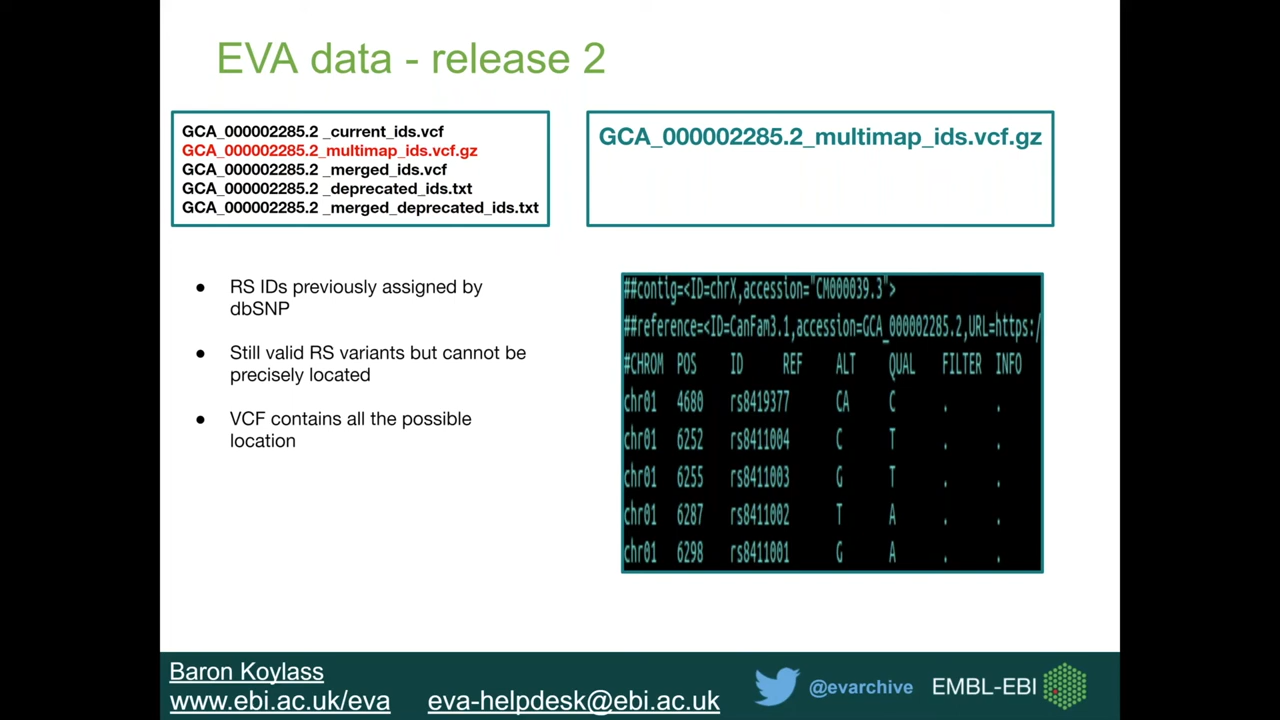 EVA data - release 2
GCA_000002285.2 _current_ids.vcf
GCA_000002285.2_multimap_ids.vcf.gz
GCA_000002285.2 _merged_ids.vcf
GCA_000002285.2 _deprecated_ids.txt
GCA_000002285.2 _merged_deprecated_ids.txt
GCA_000002285.2_multimap_ids.vcf.gz
● RS IDs previously assigned by
dbSNP
● Still valid RS variants but cannot be
precisely located
● VCF contains all the possible
location
##contig=<ID=chrX,accession="CM000039.3">
##reference=<ID=CanFam3.1,accession=GCA_000002285.2,URL=https:/
#CHROM POS ID REF ALT QUAL FILTER INFO
chr01 4680 rs8419377 CA C . .
chr01 6252 rs8411004 C T . .
chr01 6255 rs8411003 G T . .
chr01 6287 rs8411002 T A . .
chr01 6298 rs8411001 G A . .
Baron Koylass
www.ebi.ac.uk/eva eva-helpdesk@ebi.ac.uk
@evarchive
EMBL-EBI